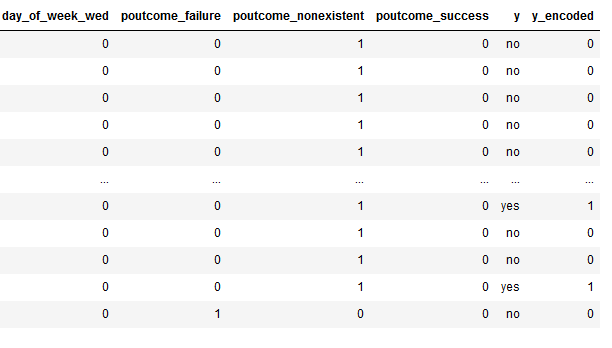 day_of_week_wed poutcome_failure poutcome_nonexistent poutcome_success y y_encoded
0 0 1 0 no 0
0 0 1 0 no 0
0 0 1 0 no 0
0 0 1 0 no 0
0 0 1 0 no 0
... ... ... ... ... ...
0 0 1 0 yes 1
0 0 1 0 no 0
0 0 1 0 no 0
0 0 1 0 yes 1
0 1 0 0 no 0